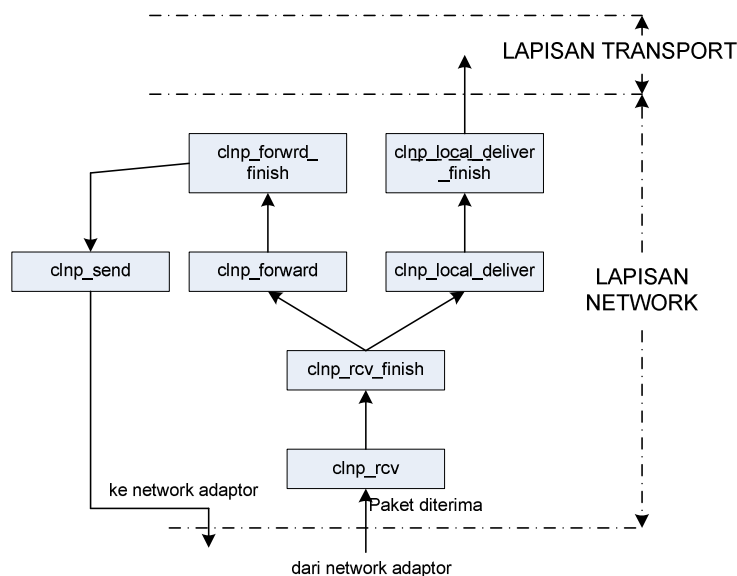 LAPISAN TRANSPORT
clnp_forwrd_
finish
clnp_local_deliver
_finish
clnp_send
clnp_forward
clnp_local_deliver
LAPISAN
NETWORK
clnp_rcv_finish
clnp_rcv
ke network adaptor
Paket diterima
dari network adaptor